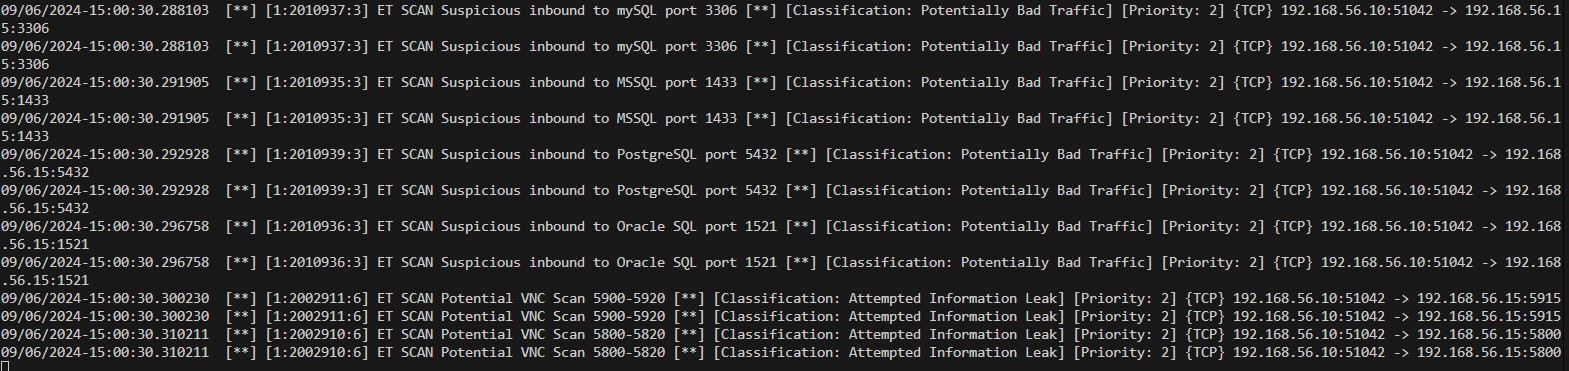 09/06/2024-15:00:30.288103  [**] [1:2010937:3] ET SCAN Suspicious inbound to mySQL port 3306 [**] [Classification: Potentially Bad Traffic] [Priority: 2] {TCP} 192.168.56.10:51042 -> 192.168.56.1
5:3306
09/06/2024-15:00:30.288103  [**] [1:2010937:3] ET SCAN Suspicious inbound to mySQL port 3306 [**] [Classification: Potentially Bad Traffic] [Priority: 2] {TCP} 192.168.56.10:51042 -> 192.168.56.1
5:3306
09/06/2024-15:00:30.291905  [**] [1:2010935:3] ET SCAN Suspicious inbound to MSSQL port 1433 [**] [Classification: Potentially Bad Traffic] [Priority: 2] {TCP} 192.168.56.10:51042 -> 192.168.56.1
5:1433
09/06/2024-15:00:30.291905  [**] [1:2010935:3] ET SCAN Suspicious inbound to MSSQL port 1433 [**] [Classification: Potentially Bad Traffic] [Priority: 2] {TCP} 192.168.56.10:51042 -> 192.168.56.1
5:1433
09/06/2024-15:00:30.292928  [**] [1:2010939:3] ET SCAN Suspicious inbound to PostgreSQL port 5432 [**] [Classification: Potentially Bad Traffic] [Priority: 2] {TCP} 192.168.56.10:51042 -> 192.168
.56.15:5432
09/06/2024-15:00:30.292928  [**] [1:2010939:3] ET SCAN Suspicious inbound to PostgreSQL port 5432 [**] [Classification: Potentially Bad Traffic] [Priority: 2] {TCP} 192.168.56.10:51042 -> 192.168
.56.15:5432
09/06/2024-15:00:30.296758  [**] [1:2010936:3] ET SCAN Suspicious inbound to Oracle SQL port 1521 [**] [Classification: Potentially Bad Traffic] [Priority: 2] {TCP} 192.168.56.10:51042 -> 192.168
.56.15:1521
09/06/2024-15:00:30.296758  [**] [1:2010936:3] ET SCAN Suspicious inbound to Oracle SQL port 1521 [**] [Classification: Potentially Bad Traffic] [Priority: 2] {TCP} 192.168.56.10:51042 -> 192.168
.56.15:1521
09/06/2024-15:00:30.300230  [**] [1:2002911:6] ET SCAN Potential VNC Scan 5900-5920 [**] [Classification: Attempted Information Leak] [Priority: 2] {TCP} 192.168.56.10:51042 -> 192.168.56.15:5915
09/06/2024-15:00:30.300230  [**] [1:2002911:6] ET SCAN Potential VNC Scan 5900-5920 [**] [Classification: Attempted Information Leak] [Priority: 2] {TCP} 192.168.56.10:51042 -> 192.168.56.15:5915
09/06/2024-15:00:30.310211  [**] [1:2002910:6] ET SCAN Potential VNC Scan 5800-5820 [**] [Classification: Attempted Information Leak] [Priority: 2] {TCP} 192.168.56.10:51042 -> 192.168.56.15:5800
09/06/2024-15:00:30.310211  [**] [1:2002910:6] ET SCAN Potential VNC Scan 5800-5820 [**] [Classification: Attempted Information Leak] [Priority: 2] {TCP} 192.168.56.10:51042 -> 192.168.56.15:5800